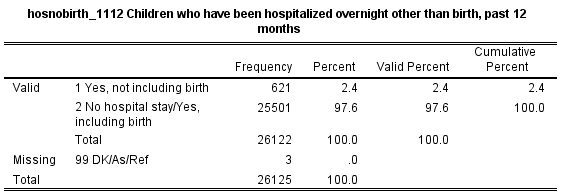 hosnobirth_1112 Children who have been hospitalized overnight other than birth, past 12
months
Frequency Percent Valid Percent Cumulative Percent
Valid 1 Yes, not including birth 621 2.4 2.4 2.4
2 No hospital stay/Yes, including birth 25501 97.6 97.6 100.0
Total 26122 100.0 100.0
Missing 99 DK/As/Ref 3 .0
Total 26125 100.0